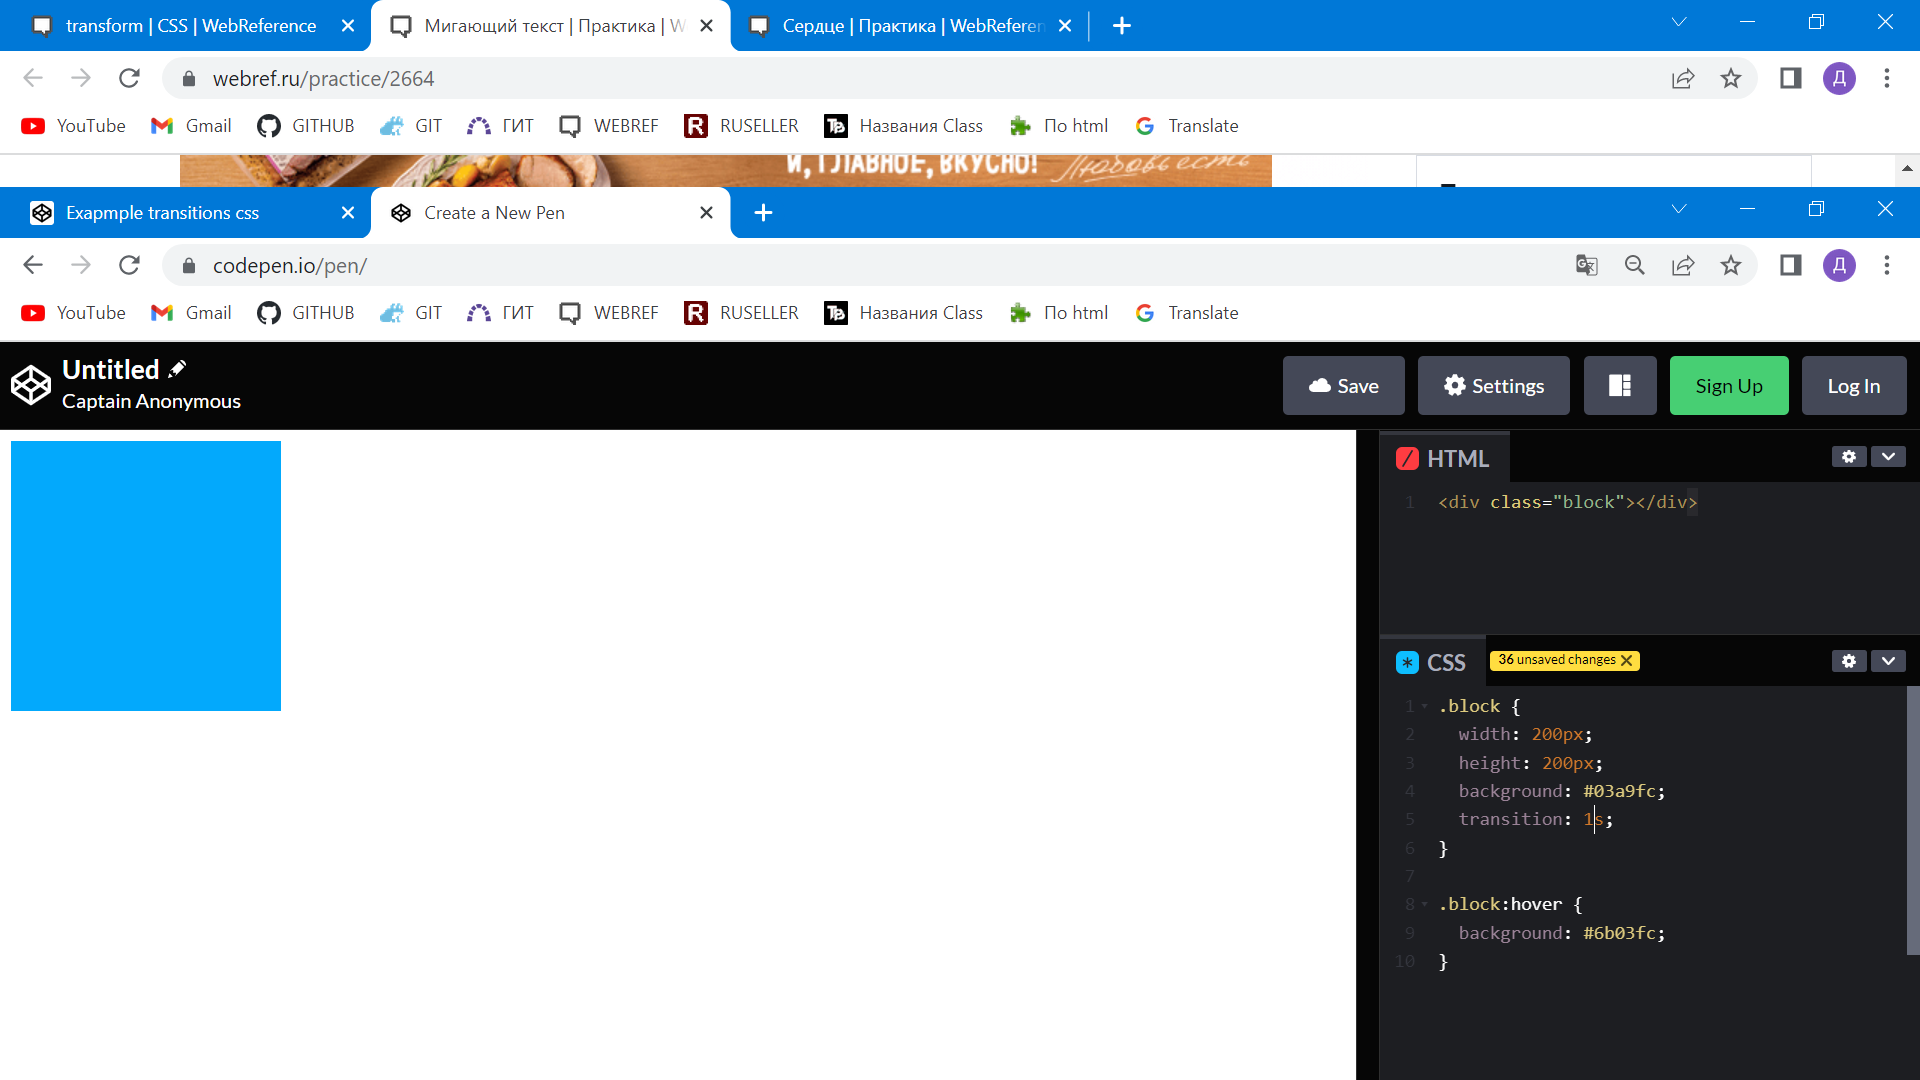 transform | CSS | WebReference
Мигающий текст | Практика | W
Сердце | Практика | WebReferen
webref.ru/practice/2664
Д
YouTube
Gmail
GITHUB
GIT
ГИТ
WEBREF
RUSELLER
Названия Class
По html
Translate
И, ГЛАВНОЕ, ВКУСНО!
Любовь есть
Exapmple transitions css
Create a New Pen
codepen.io/pen/
Д
YouTube
Gmail
GITHUB
GIT
ГИТ
WEBREF
RUSELLER
Названия Class
По html
Translate
Untitled
Captain Anonymous
Save
Settings
Sign Up
Log In
HTML
1 <div class="block"></div>
CSS
36 unsaved changes
1 .block {
2 width: 200px;
3 height: 200px;
4 background: #03a9fc;
5 transition: 1s;
6 }
7
8 .block:hover {
9 background: #6b03fc;
10 }